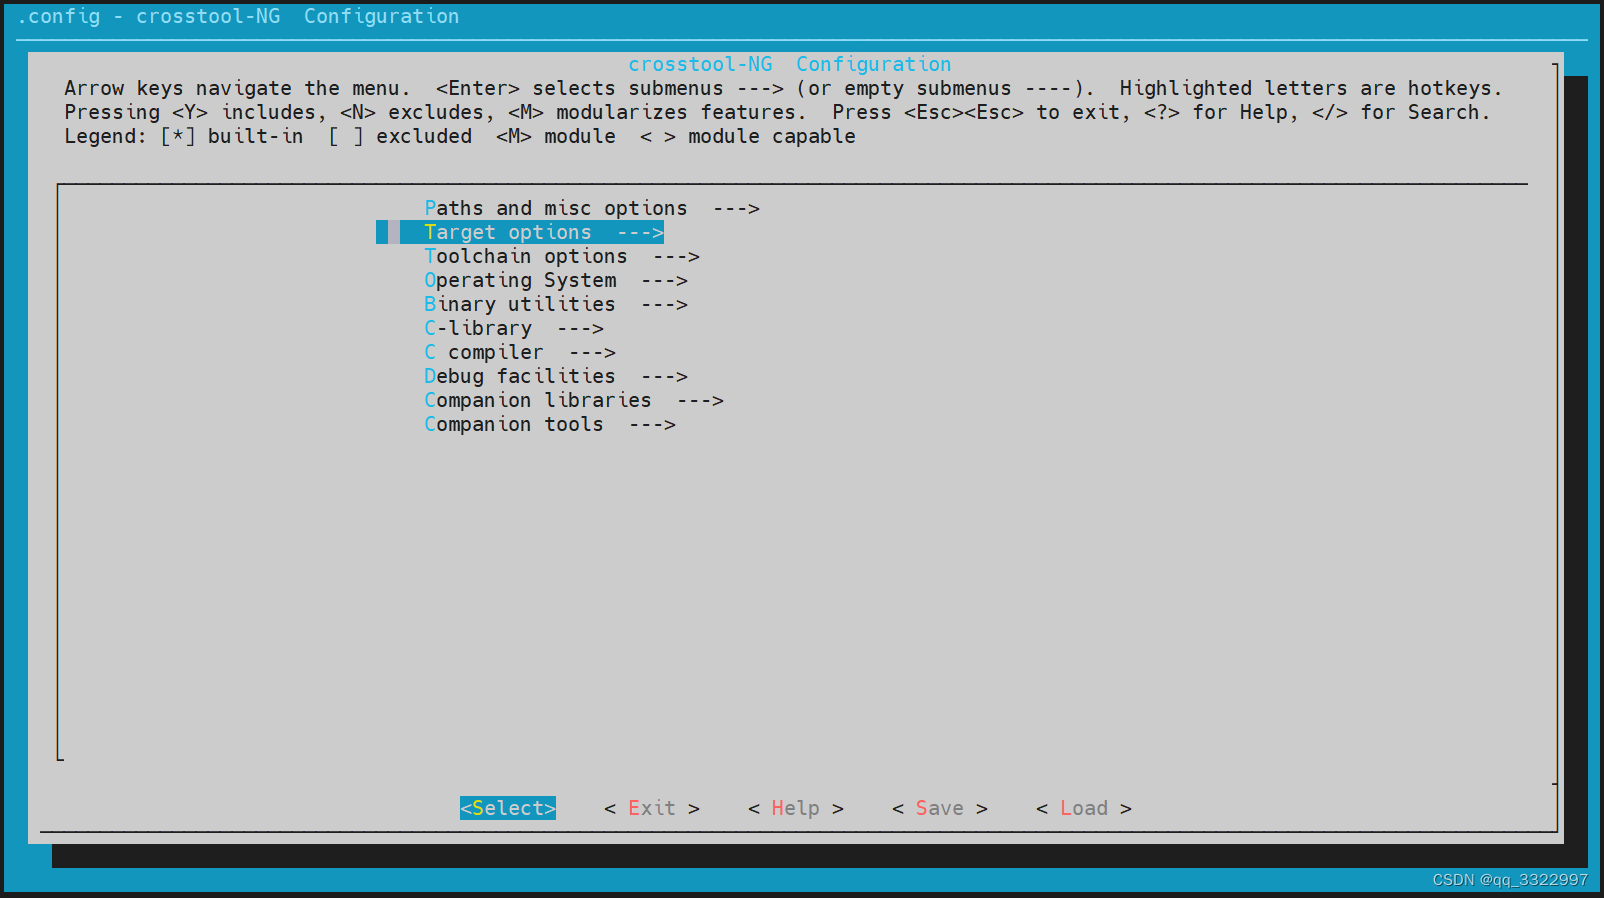 .config - crosstool-NG  Configuration
crosstool-NG  Configuration
Arrow keys navigate the menu.  <Enter> selects submenus ---> (or empty submenus ----).  Highlighted letters are hotkeys.
Pressing <Y> includes, <N> excludes, <M> modularizes features.  Press <Esc><Esc> to exit, <?> for Help, </> for Search.
Legend: [*] built-in  [ ] excluded  <M> module  < > module capable
Paths and misc options  --->
Target options  --->
Toolchain options  --->
Operating System  --->
Binary utilities  --->
C-library  --->
C compiler  --->
Debug facilities  --->
Companion libraries  --->
Companion tools  --->
<Select>    < Exit >    < Help >    < Save >    < Load >
CSDN @qq_3322997